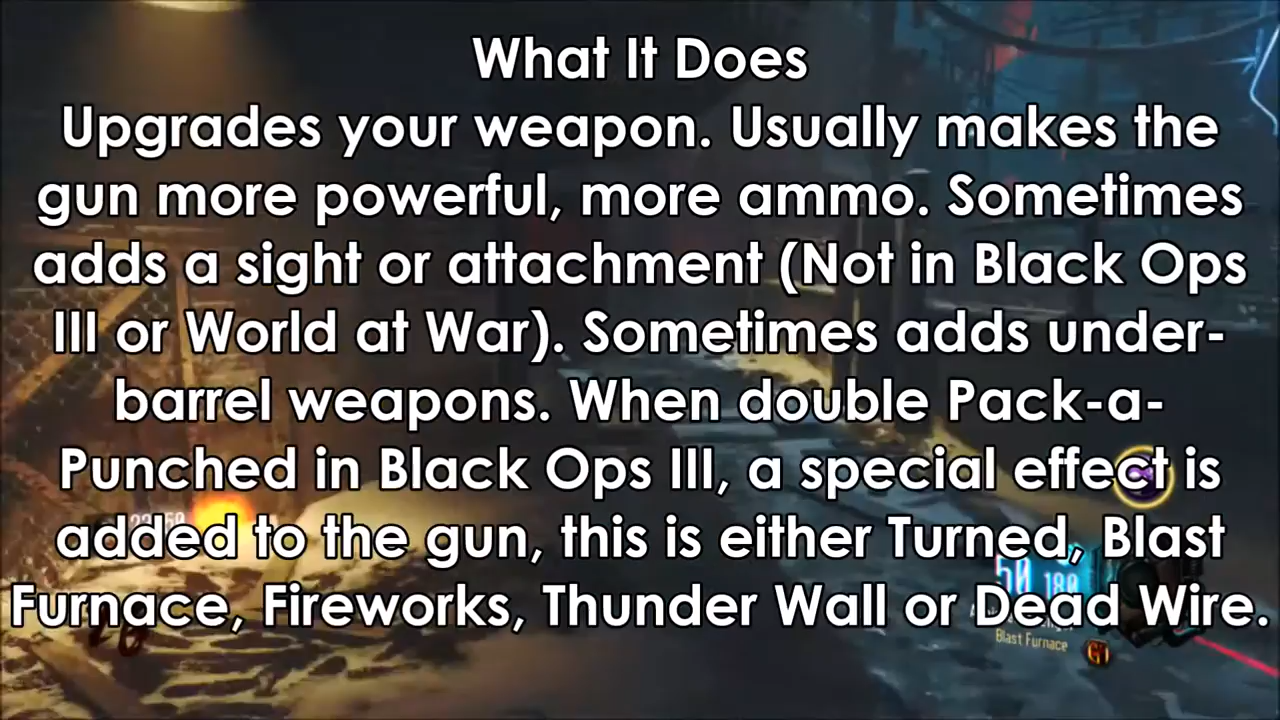 What It Does
Upgrades your weapon. Usually makes the
gun more powerful, more ammo. Sometimes
adds a sight or attachment (Not in Black Ops
III or World at War). Sometimes adds under-
barrel weapons. When double Pack-a-
Punched in Black Ops III, a special effect is
added to the gun, this is either Turned, Blast
Furnace, Fireworks, Thunder Wall or Dead Wire.
50 180
Blast Furnace